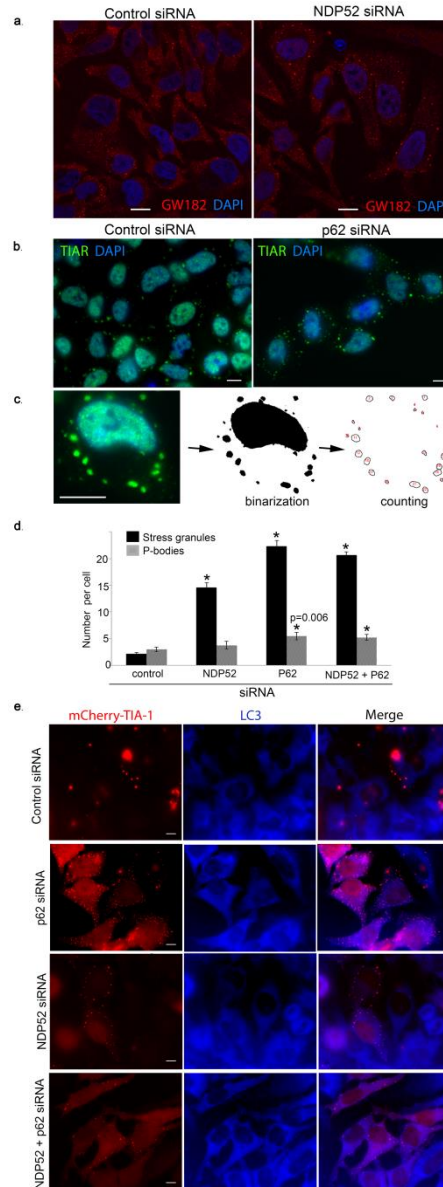 a.
Control siRNA
NDP52 siRNA
GW182 DAPI
GW182 DAPI
b.
Control siRNA
p62 siRNA
TIAR DAPI
TIAR DAPI
c.
binarization
counting
d.
Stress granules
P-bodies
Number per cell
20
15
10
5
0
*
*
p=0.006
*
*
*
control
NDP52
P62
NDP52 + P62
siRNA
e.
mCherry-TIA-1
LC3
Merge
Control siRNA
p62 siRNA
NDP52 siRNA
NDP52 + p62 siRNA